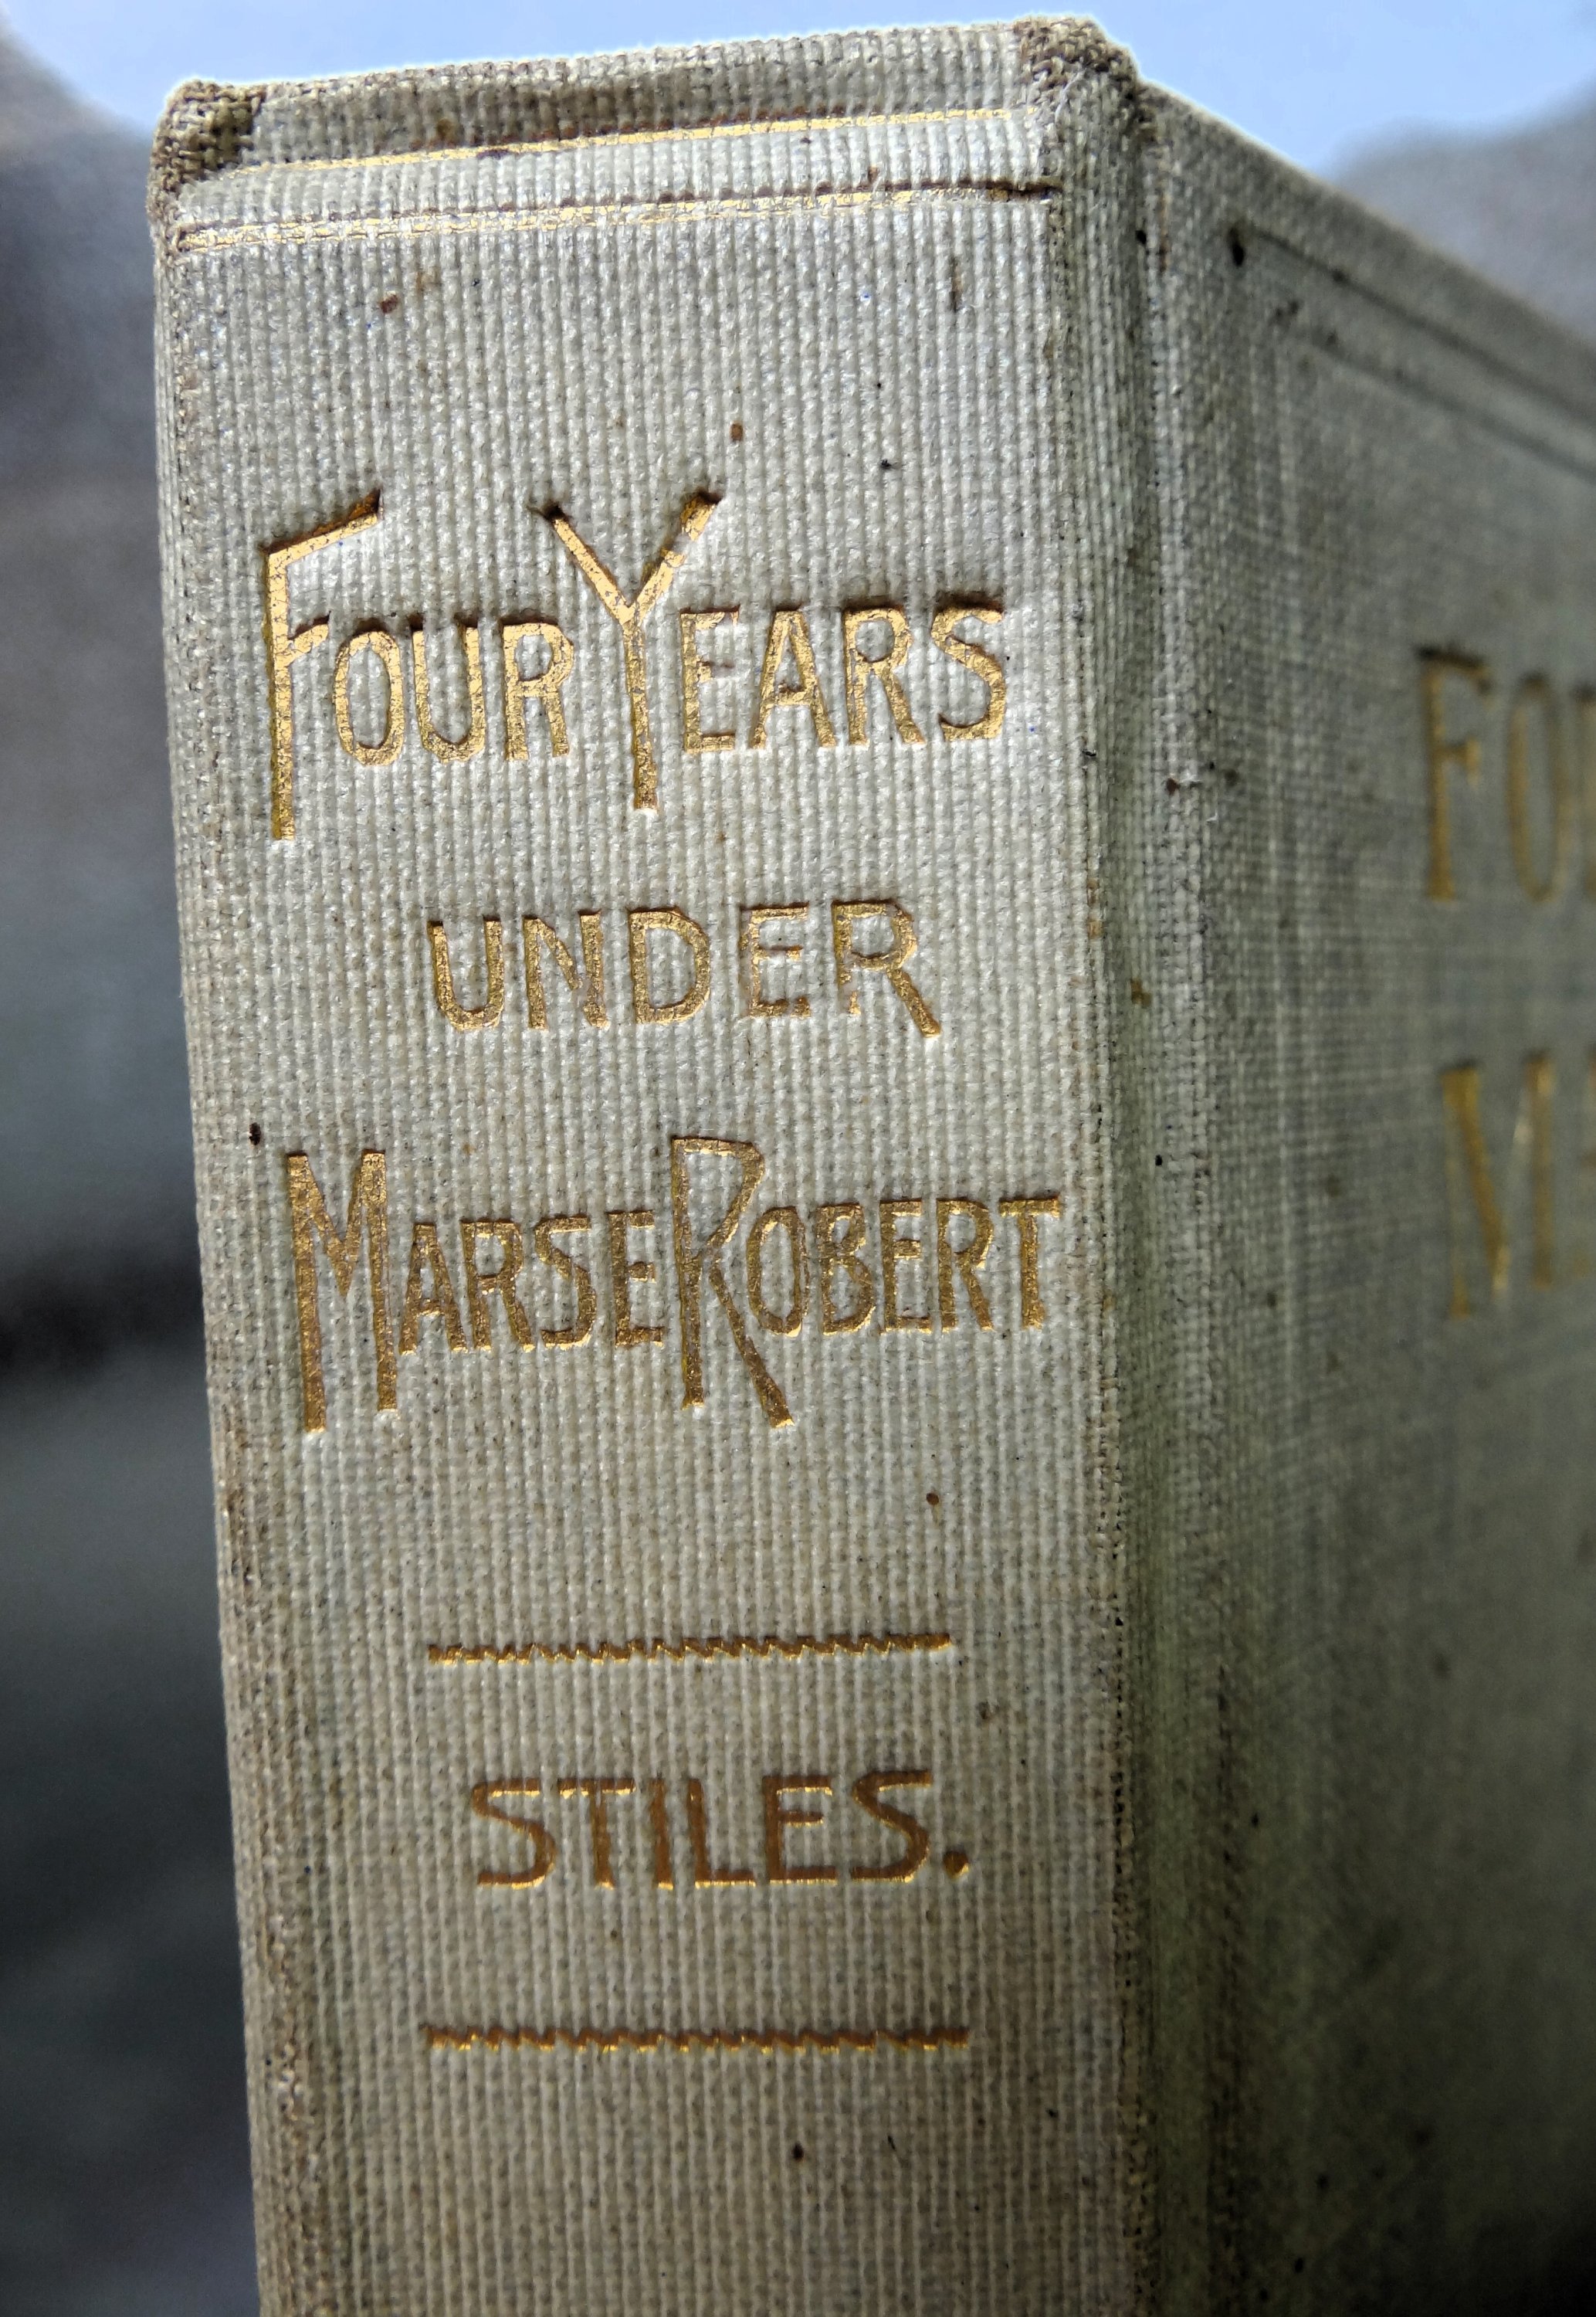 Four Years
UNDER
Marse Robert
STILES.